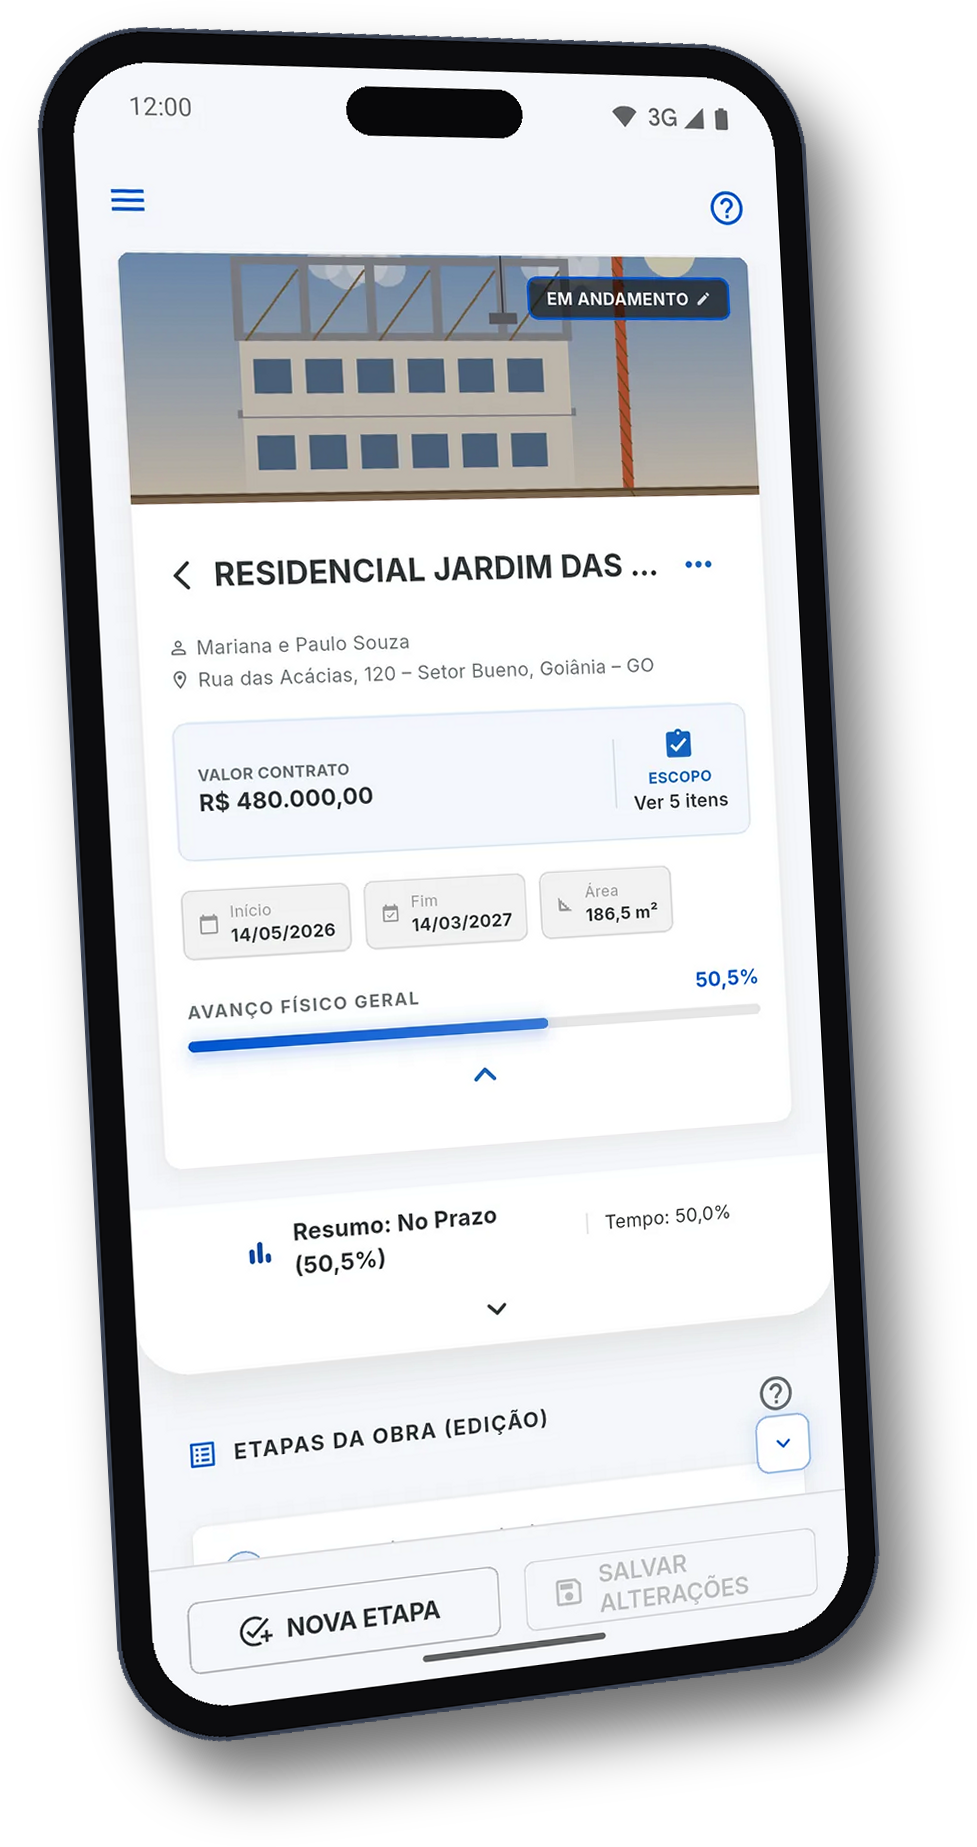 12:00
3G
EM ANDAMENTO
RESIDENCIAL JARDIM DAS ...
Mariana e Paulo Souza
Rua das Acácias, 120 – Setor Bueno, Goiânia – GO
VALOR CONTRATO
R$ 480.000,00
ESCOPO
Ver 5 itens
Início
14/05/2026
Fim
14/03/2027
Área
186,5 m²
AVANÇO FÍSICO GERAL
50,5%
Resumo: No Prazo
(50,5%)
Tempo: 50,0%
ETAPAS DA OBRA (EDIÇÃO)
NOVA ETAPA
SALVAR
ALTERAÇÕES